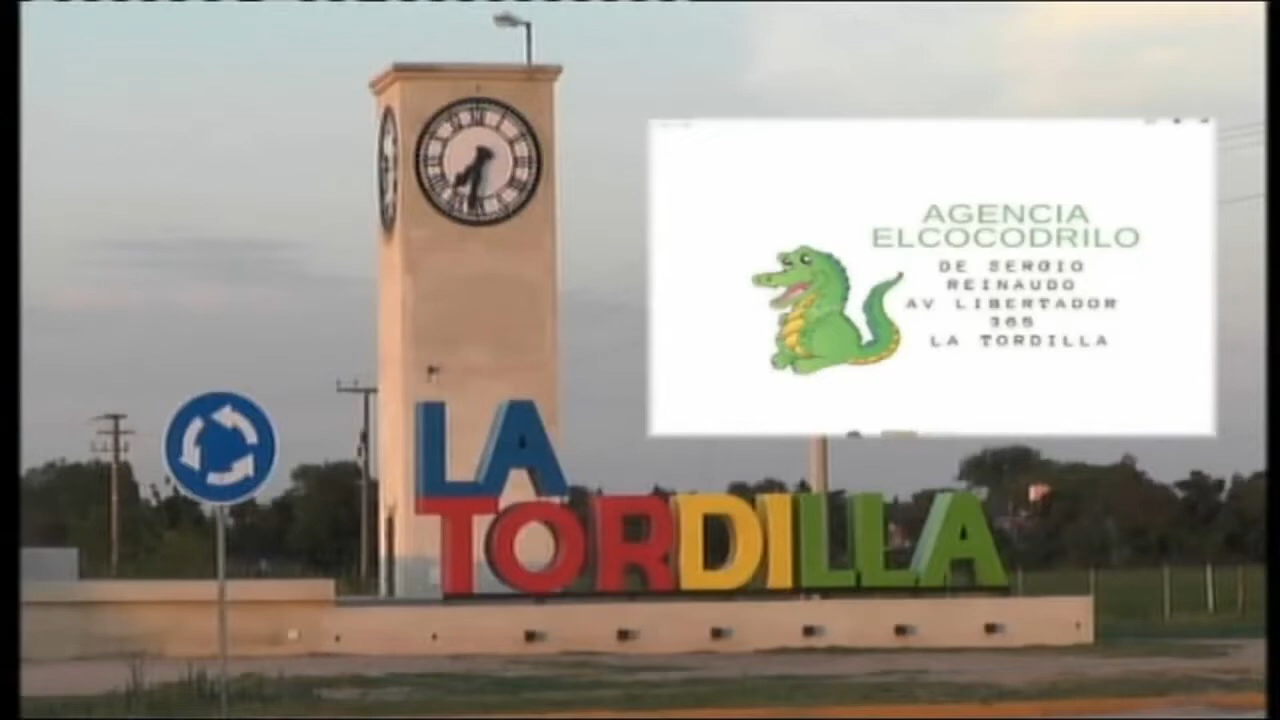 LA
TORDILLA
AGENCIA
ELCOCODRILO
DE SERGIO
REINAUDO
AV LIBERTADOR
365
LA TORDILLA